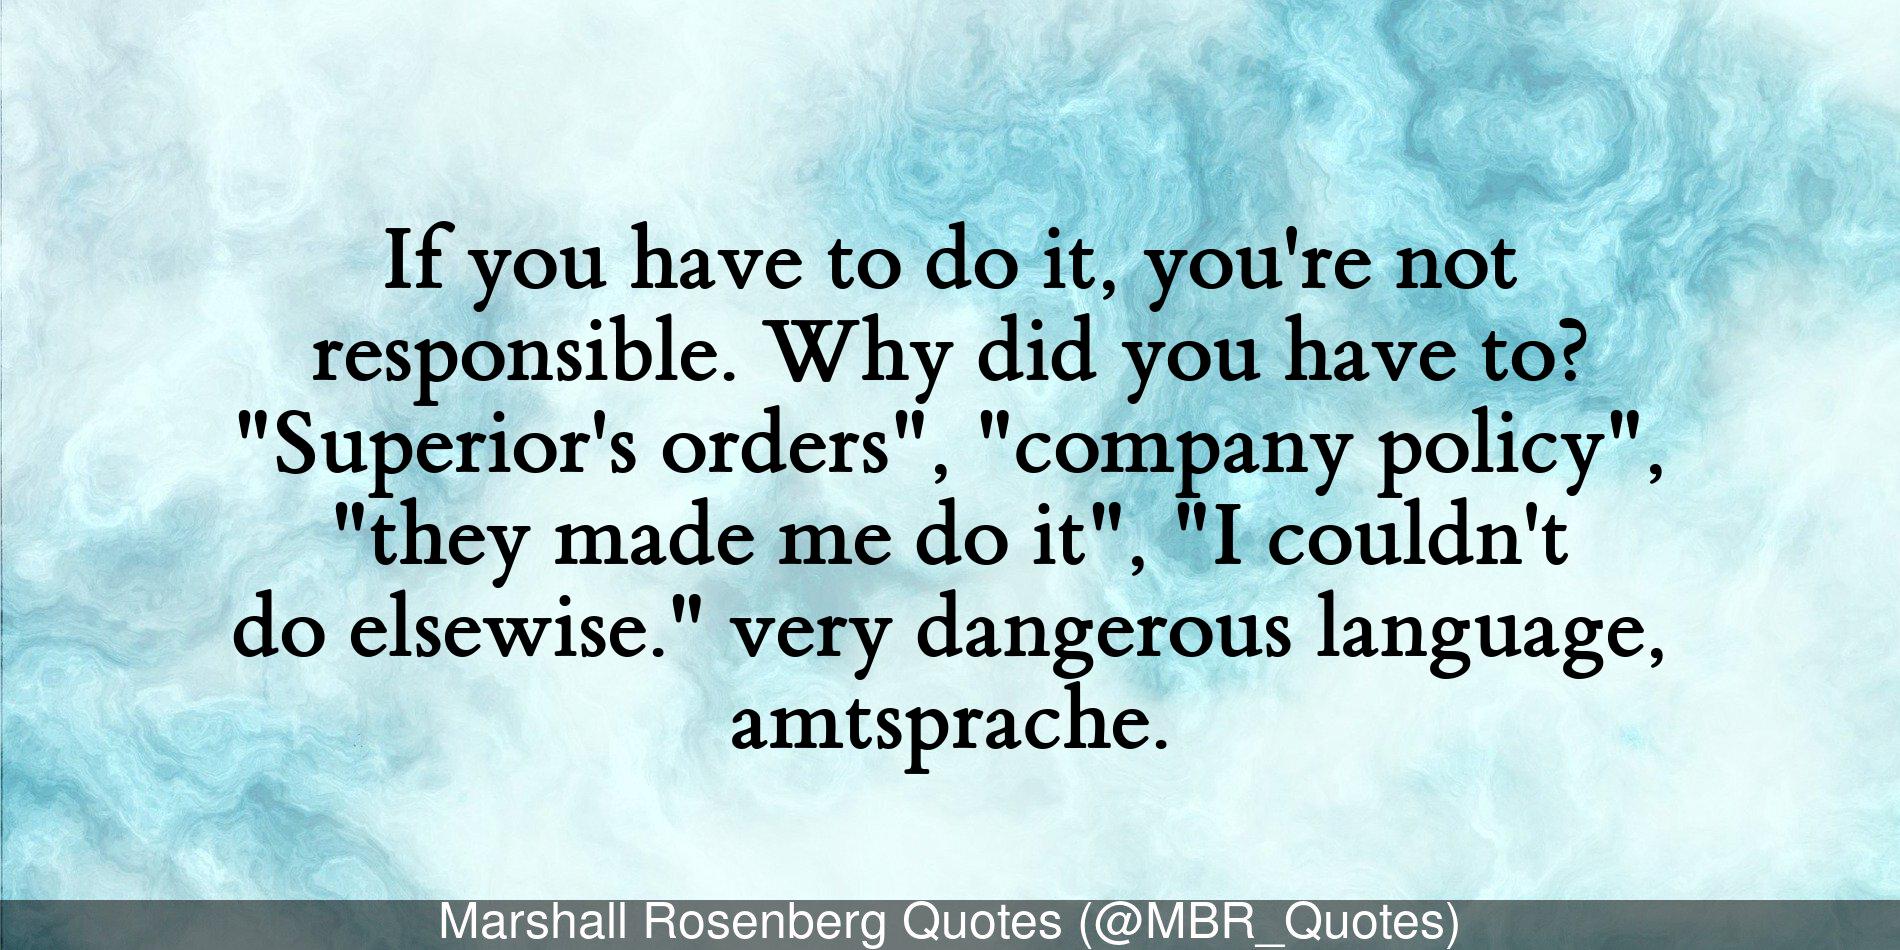 If you have to do it, you're not
responsible. Why did you have to?
"Superior's orders", "company policy",
"they made me do it", "I couldn't
do elsewise." very dangerous language,
amtsprache.
Marshall Rosenberg Quotes (@MBR_Quotes)